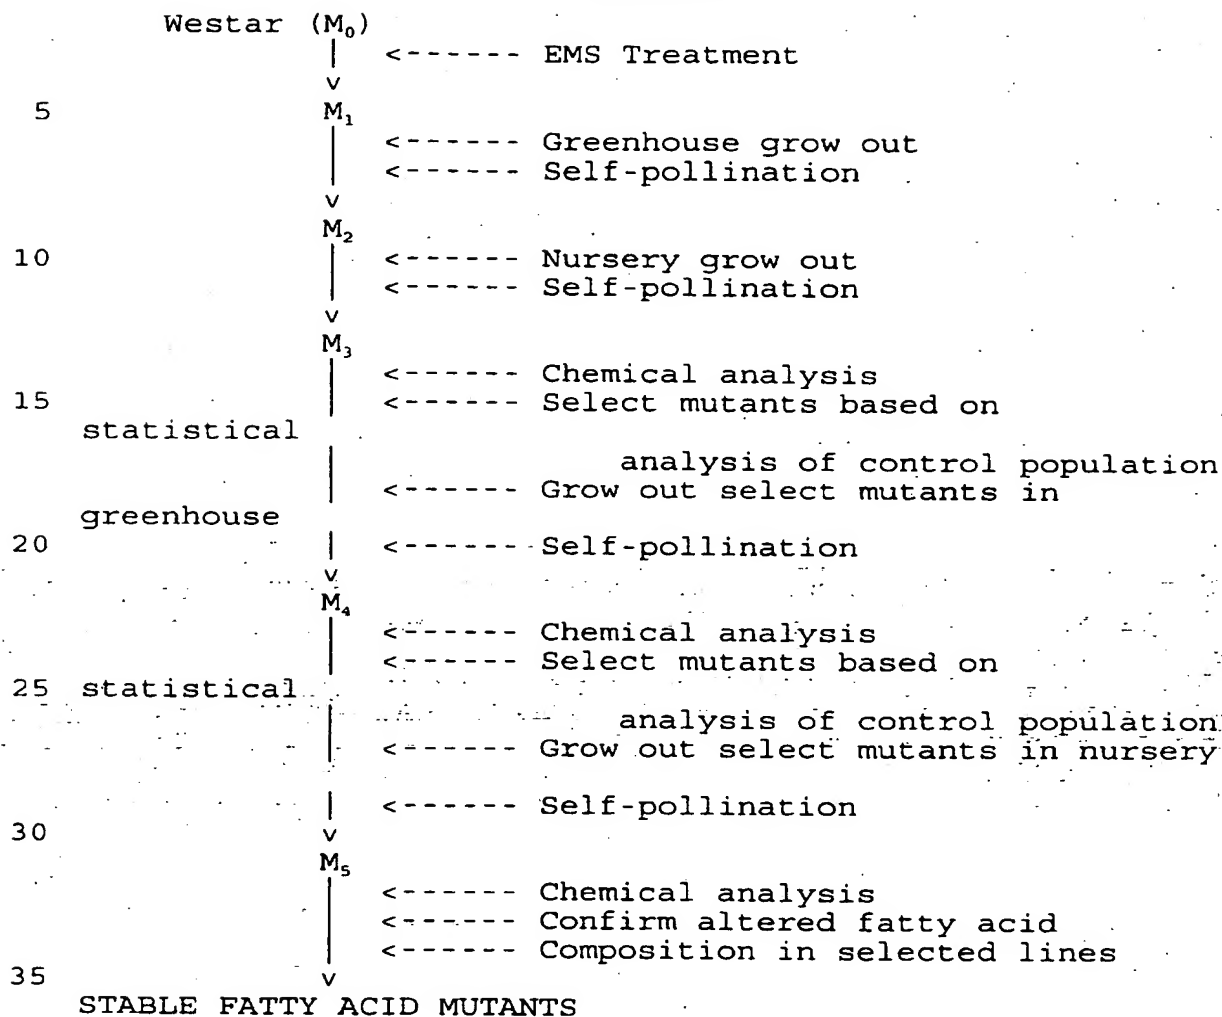 Westar (M₀)
| <------ EMS Treatment
v
5 M₁
| <------ Greenhouse grow out
<------ Self-pollination
v
M₂
10 | <------ Nursery grow out
<------ Self-pollination
v
M₃
| <------ Chemical analysis
15 <------ Select mutants based on
statistical
| analysis of control population
<------ Grow out select mutants in
greenhouse
20 | <------ Self-pollination
v
M₄
| <------ Chemical analysis
<------ Select mutants based on
25 statistical
| analysis of control population
<------ Grow out select mutants in nursery
| <------ Self-pollination
30 v
M₅
| <------ Chemical analysis
<------ Confirm altered fatty acid
<------ Composition in selected lines
35 v
STABLE FATTY ACID MUTANTS